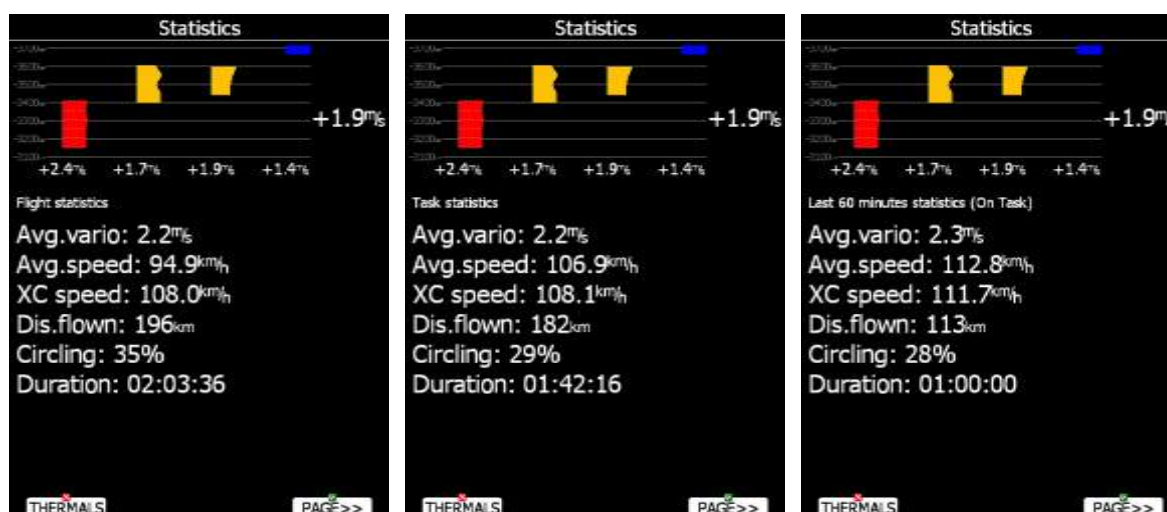 Statistics
+1.9m/s
+2.4m/s +1.7m/s +1.9m/s +1.4m/s
Flight statistics
Avg.vario: 2.2m/s
Avg.speed: 94.9km/h
XC speed: 108.0km/h
Dis.flown: 196km
Circling: 35%
Duration: 02:03:36
THERMALS PAGE>>
Statistics
+1.9m/s
+2.4m/s +1.7m/s +1.9m/s +1.4m/s
Task statistics
Avg.vario: 2.2m/s
Avg.speed: 106.9km/h
XC speed: 108.1km/h
Dis.flown: 182km
Circling: 29%
Duration: 01:42:16
THERMALS PAGE>>
Statistics
+1.9m
+2.4m/s +1.7m/s +1.9m/s +1.4m/s
Last 60 minutes statistics (On Task)
Avg.vario: 2.3m/s
Avg.speed: 112.8km/h
XC speed: 111.7km/h
Dis.flown: 113km
Circling: 28%
Duration: 01:00:00
THERMALS PAGE>>